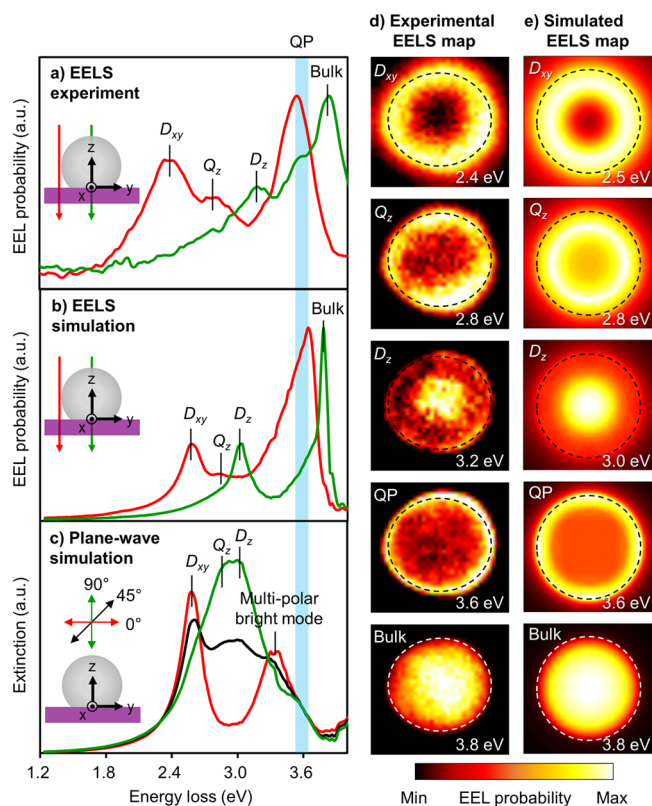 QP
a) EELS
experiment
Bulk
D_xy
Q_z
D_z
z
x
y
EEL probability (a.u.)
b) EELS
simulation
Bulk
D_xy
Q_z
D_z
z
x
y
EEL probability (a.u.)
c) Plane-wave
simulation
D_xy
Q_z
D_z
Multi-polar
bright mode
90°
45°
0°
z
x
y
Extinction (a.u.)
1.2 1.8 2.4 3.0 3.6
Energy loss (eV)
d) Experimental
EELS map
D_xy
2.4 eV
Q_z
2.8 eV
D_z
3.2 eV
QP
3.6 eV
Bulk
3.8 eV
e) Simulated
EELS map
D_xy
2.5 eV
Q_z
2.8 eV
D_z
3.0 eV
QP
3.6 eV
Bulk
3.8 eV
Min EEL probability Max